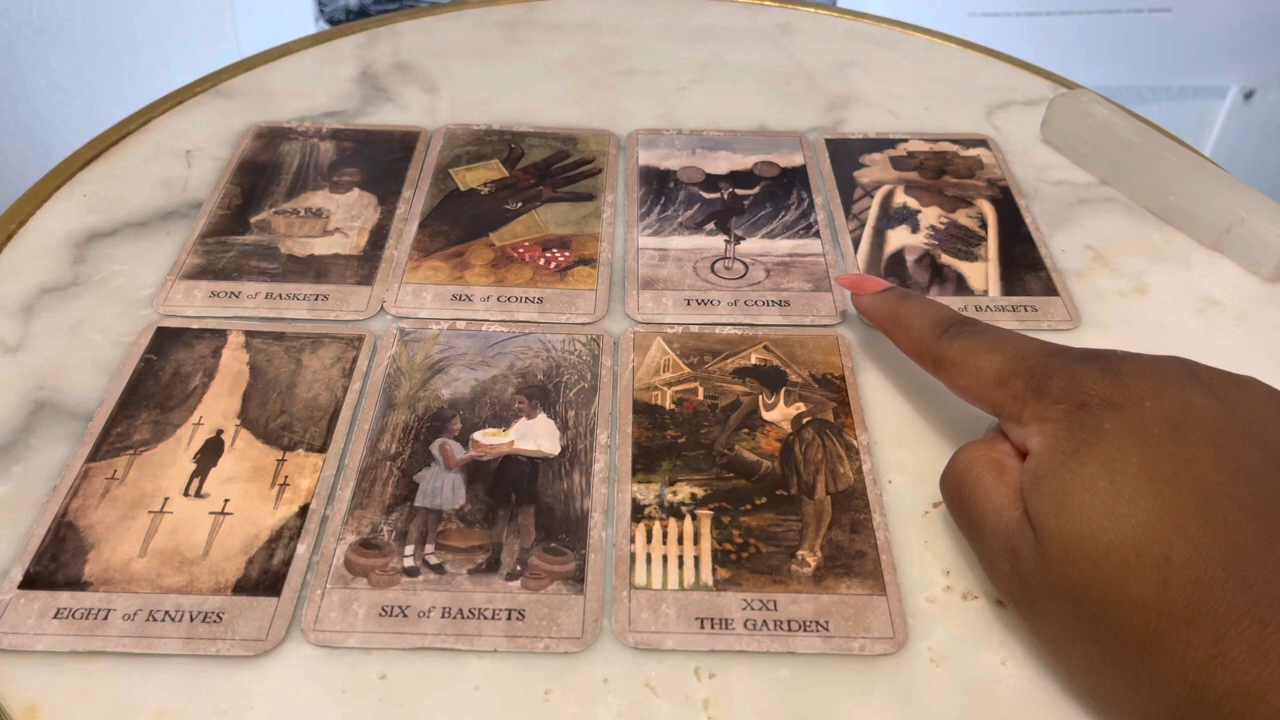 SON of BASKETS
SIX of COINS
TWO of COINS
of BASKETS
EIGHT of KNIVES
SIX of BASKETS
XXI
THE GARDEN